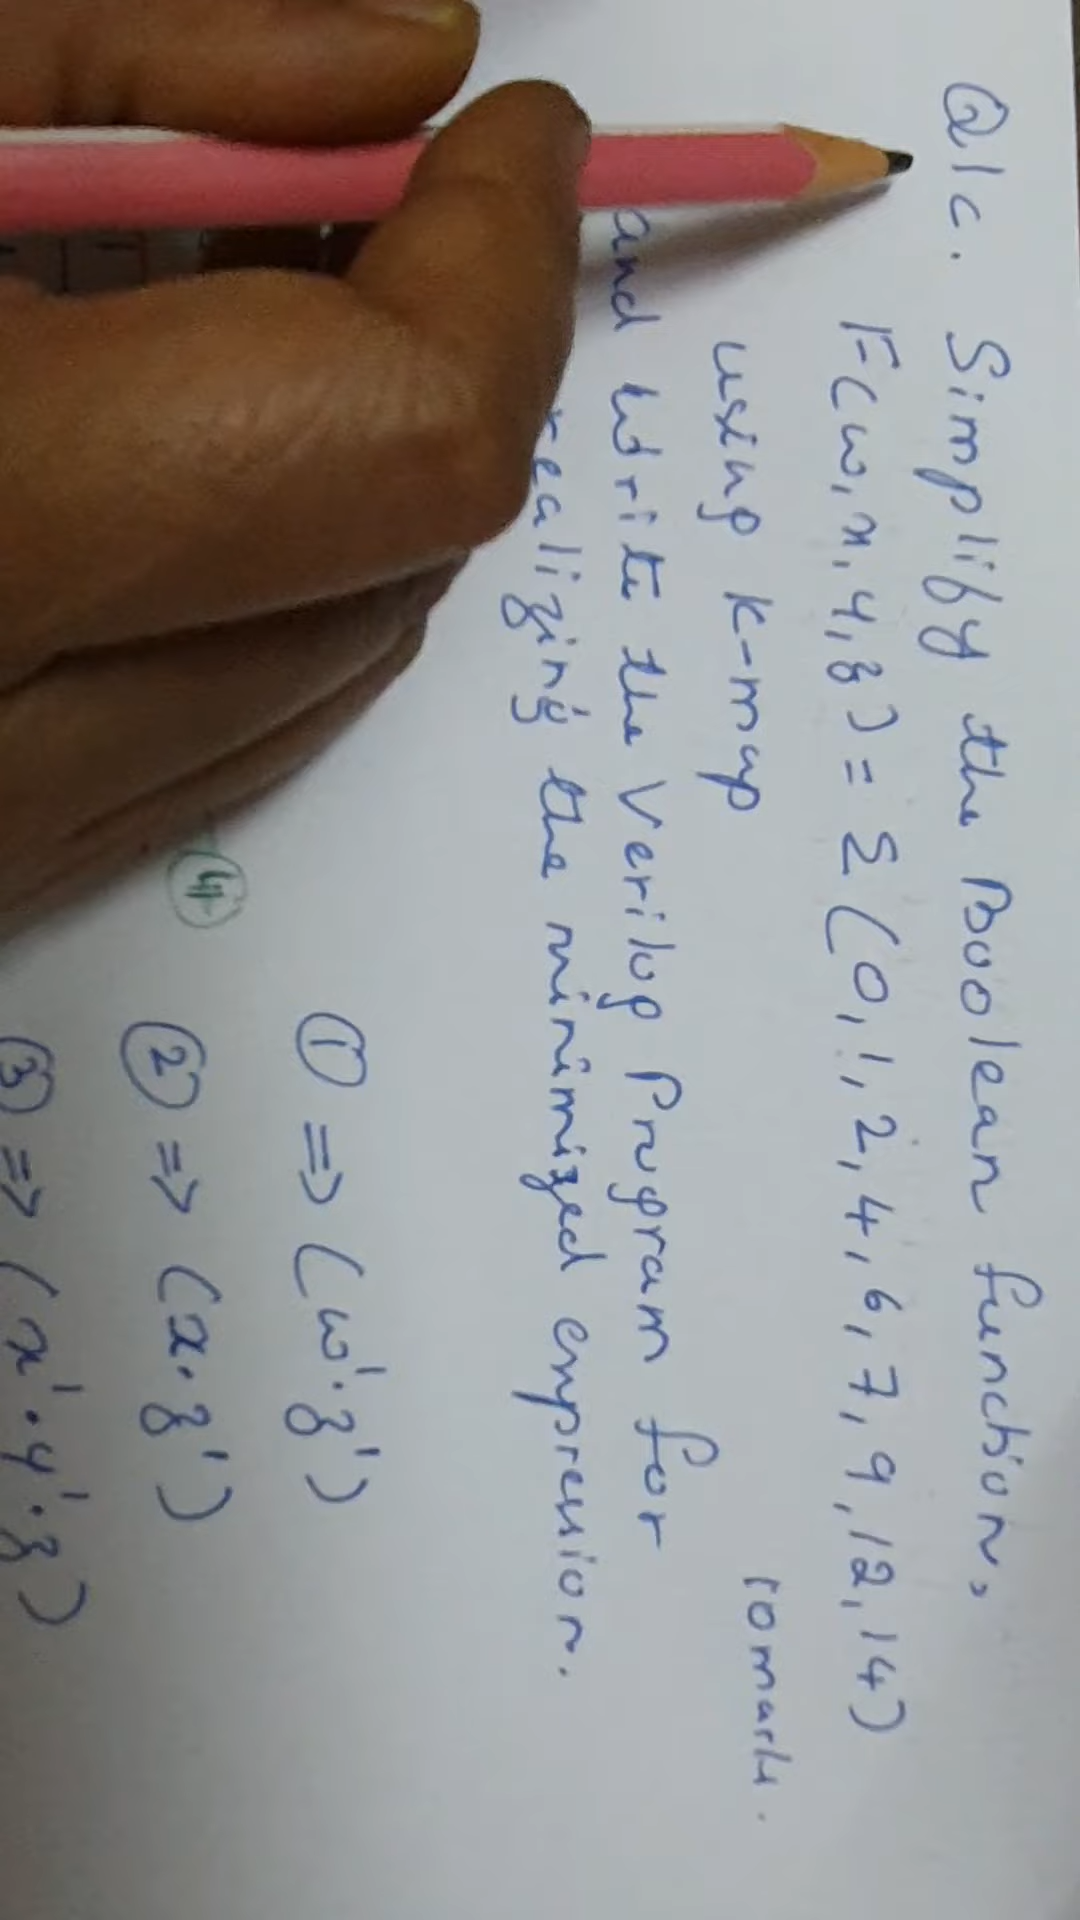 Q1c. Simplify the Boolean function,
F(w, x, y, z) = Σ (0, 1, 2, 4, 6, 7, 9, 12, 14)
using K-map
10 mark.
and write the Verilog Program for
realizing the minimized expression.
① => (w'.z')
② => (x.z')
③ => (x'.y'.z)
④